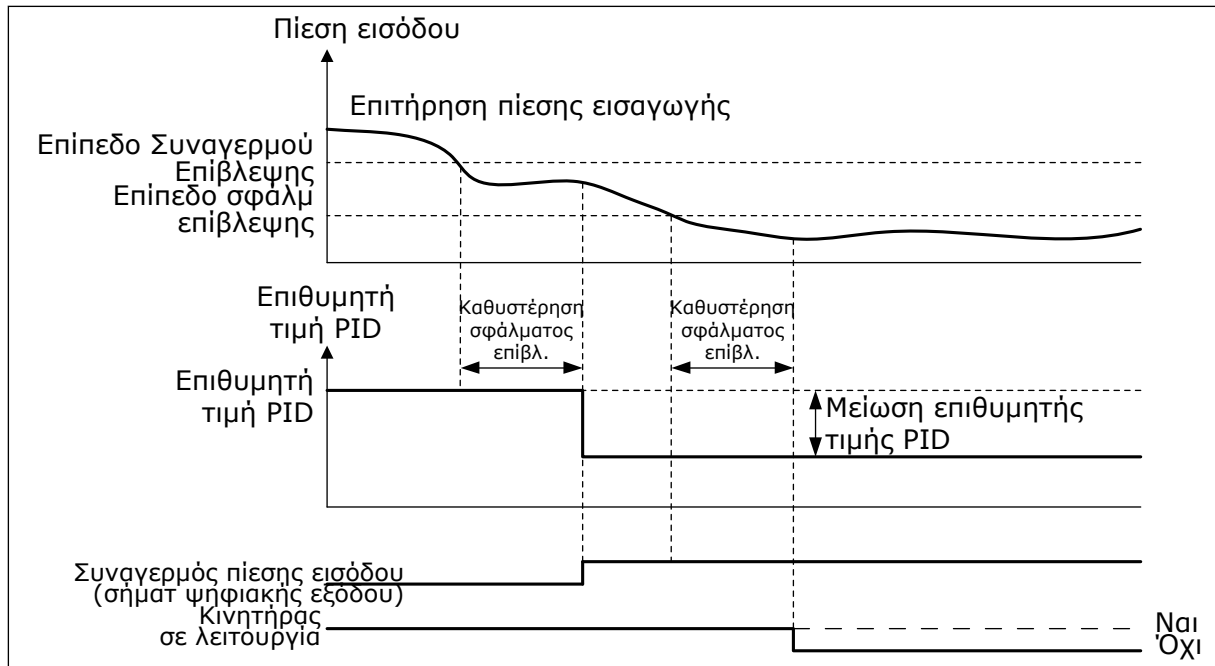 Πίεση εισόδου
Επιτήρηση πίεσης εισαγωγής
Επίπεδο Συναγερμού
Επίβλεψης
Επίπεδο σφάλμ
επίβλεψης
Επιθυμητή
τιμή PID
Καθυστέρηση
σφάλματος
επίβλ.
Καθυστέρηση
σφάλματος
επίβλ.
Επιθυμητή
τιμή PID
Μείωση επιθυμητής
τιμής PID
Συναγερμός πίεσης εισόδου
(σήματ ψηφιακής εξόδου)
Κινητήρας
σε λειτουργία
Ναι
Όχι